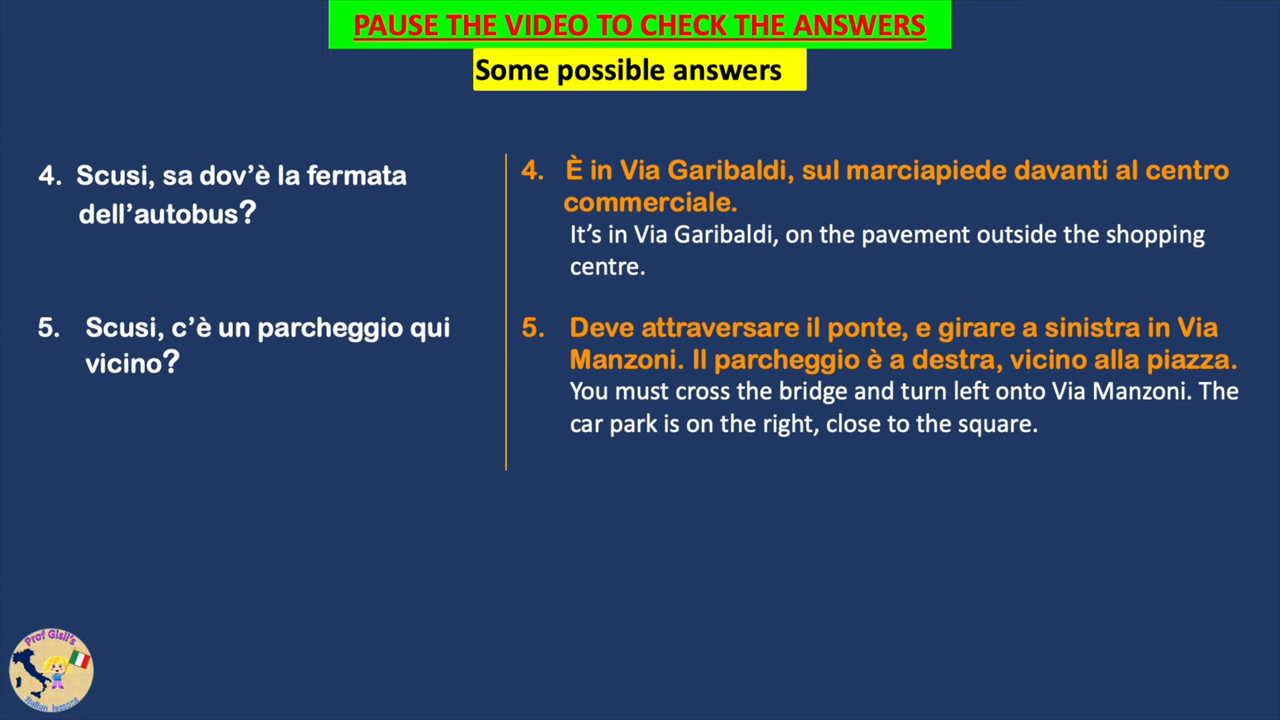 PAUSE THE VIDEO TO CHECK THE ANSWERS
Some possible answers
4. Scusi, sa dov’è la fermata
dell’autobus?
4. È in Via Garibaldi, sul marciapiede davanti al centro
commerciale.
It’s in Via Garibaldi, on the pavement outside the shopping
centre.
5. Scusi, c’è un parcheggio qui
vicino?
5. Deve attraversare il ponte, e girare a sinistra in Via
Manzoni. Il parcheggio è a destra, vicino alla piazza.
You must cross the bridge and turn left onto Via Manzoni. The
car park is on the right, close to the square.
Prof Gisli's
Italian lessons